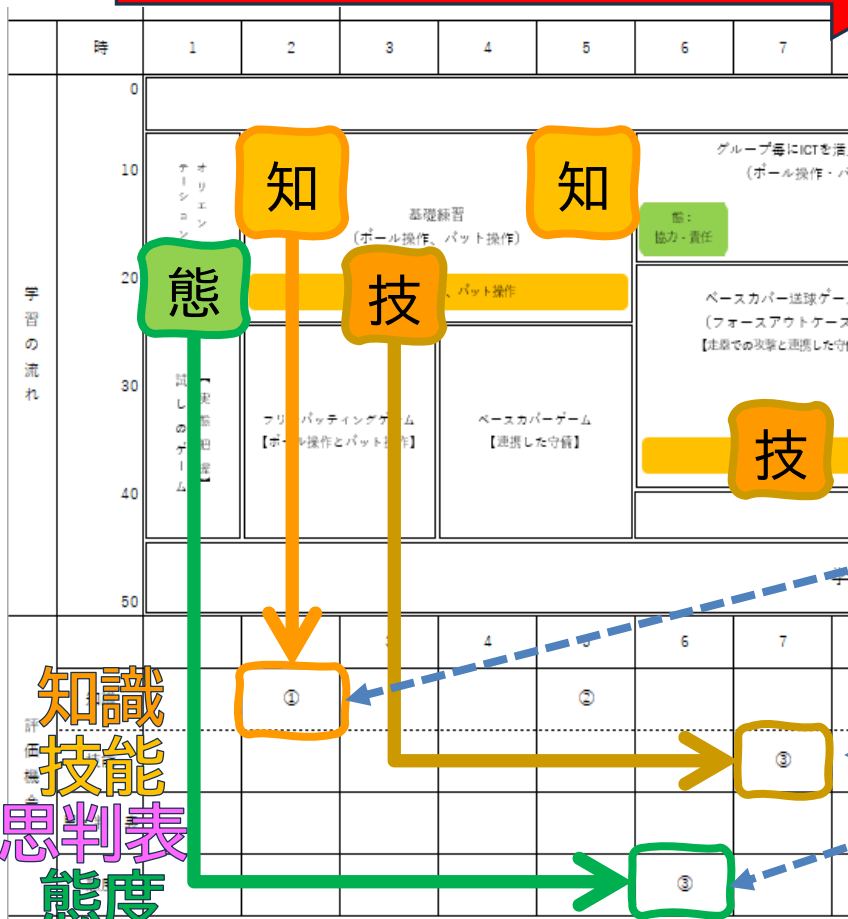 時 1 2 3 4 5 6 7
0
10
20
30
40
50
学習の流れ
オリエンテーション
知
知
態
技
技
基礎練習
(ボール操作、バット操作)
、バット操作
グループ毎にICTを活
(ボール操作・バ
態:
協力・責任
ベースカバー送球ゲー
(フォースアウトケース
【走塁での攻撃と連携した守備
試しのゲーム
【実態把握】
フリーバッティングゲーム
【ボール操作とバット操作】
ベースカバーゲーム
【連携した守備】
学
3 4 5 6 7
評価機会
知識 ① ②
技能 ③
思判表
態度 ③